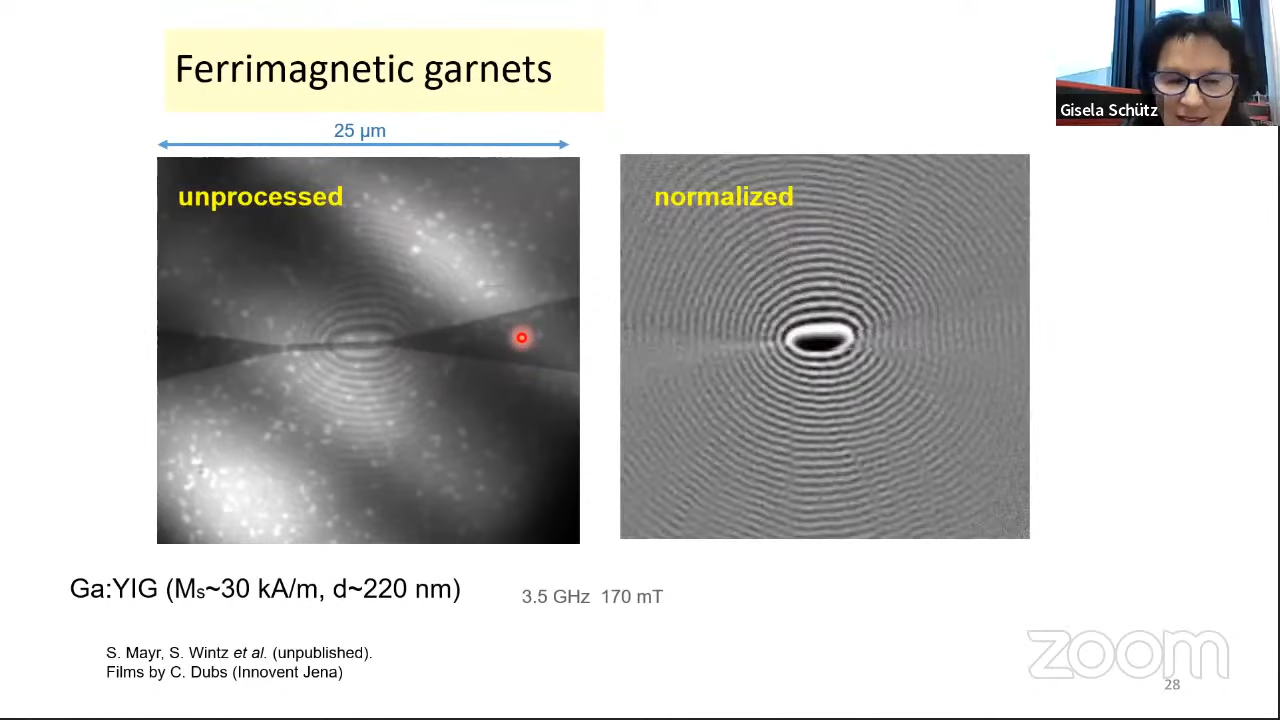 Ferrimagnetic garnets
Gisela Schütz
25 µm
unprocessed
normalized
Ga:YIG (Ms~30 kA/m, d~220 nm)
3.5 GHz 170 mT
S. Mayr, S. Wintz et al. (unpublished).
Films by C. Dubs (Innovent Jena)
zoom
28